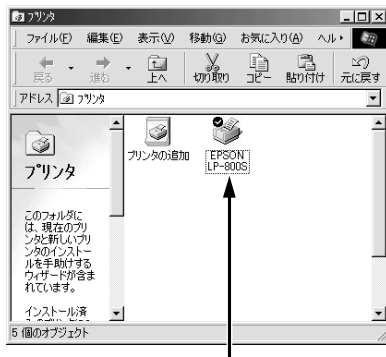 プリンタ
ファイル(F) 編集(E) 表示(V) 移動(G) お気に入り(A) ヘル
戻る 進む 上へ 切り取り コピー 貼り付け 元に戻す
アドレス プリンタ
プリンタの追加
EPSON
LP-800S
プリンタ
このフォルダに
は、現在のプリ
ンタと新しいプリ
ンタのインストー
ルを手助けする
ウィザードが含ま
れています。
インストール済
5 個のオブジェクト